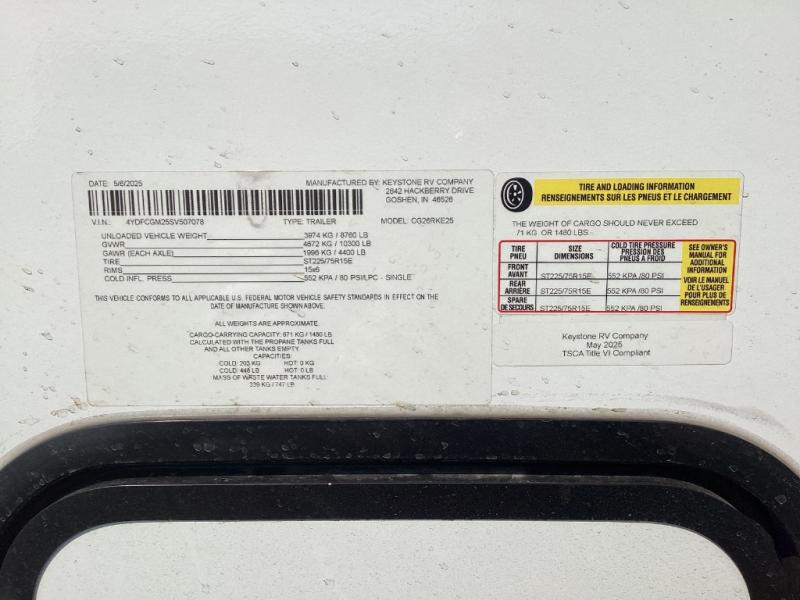 DATE: 5/6/2025
MANUFACTURED BY: KEYSTONE RV COMPANY
2642 HACKBERRY DRIVE
GOSHEN, IN 46526
V.I.N.: 4YDFCGM25SV507078 TYPE: TRAILER MODEL: CG26RKE25
UNLOADED VEHICLE WEIGHT 3974 KG / 8760 LB
GVWR 4672 KG / 10300 LB
GAWR (EACH AXLE) 1996 KG / 4400 LB
TIRE ST225/75R15E
RIMS 15x6
COLD INFL. PRESS 552 KPA / 80 PSI/LPC - SINGLE
THIS VEHICLE CONFORMS TO ALL APPLICABLE U.S. FEDERAL MOTOR VEHICLE SAFETY STANDARDS IN EFFECT ON THE
DATE OF MANUFACTURE SHOWN ABOVE.
ALL WEIGHTS ARE APPROXIMATE.
CARGO-CARRYING CAPACITY: 671 KG / 1480 LB
CALCULATED WITH THE PROPANE TANKS FULL
AND ALL OTHER TANKS EMPTY.
CAPACITIES:
COLD: 203 KG HOT: 0 KG
COLD: 448 LB HOT: 0 LB
MASS OF WASTE WATER TANKS FULL:
339 KG / 747 LB
TIRE AND LOADING INFORMATION
RENSEIGNEMENTS SUR LES PNEUS ET LE CHARGEMENT
THE WEIGHT OF CARGO SHOULD NEVER EXCEED
71 KG OR 1480 LBS
TIRE PNEU SIZE DIMENSIONS COLD TIRE PRESSURE PRESSION DES PNEUS A FROID
FRONT AVANT ST225/75R15E 552 KPA /80 PSI
REAR ARRIÈRE ST225/75R15E 552 KPA /80 PSI
SPARE DE SECOURS ST225/75R15E 552 KPA /80 PSI
SEE OWNER'S
MANUAL FOR
ADDITIONAL
INFORMATION
VOIR LE MANUEL
DE L'USAGER
POUR PLUS DE
RENSEIGNEMENTS
Keystone RV Company
May 2025
TSCA Title VI Compliant